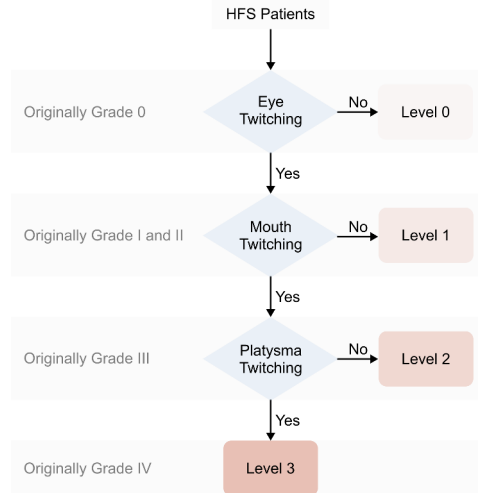 HFS Patients
Originally Grade 0
Eye
Twitching
No
Level 0
Yes
Originally Grade I and II
Mouth
Twitching
No
Level 1
Yes
Originally Grade III
Platysma
Twitching
No
Level 2
Yes
Originally Grade IV
Level 3